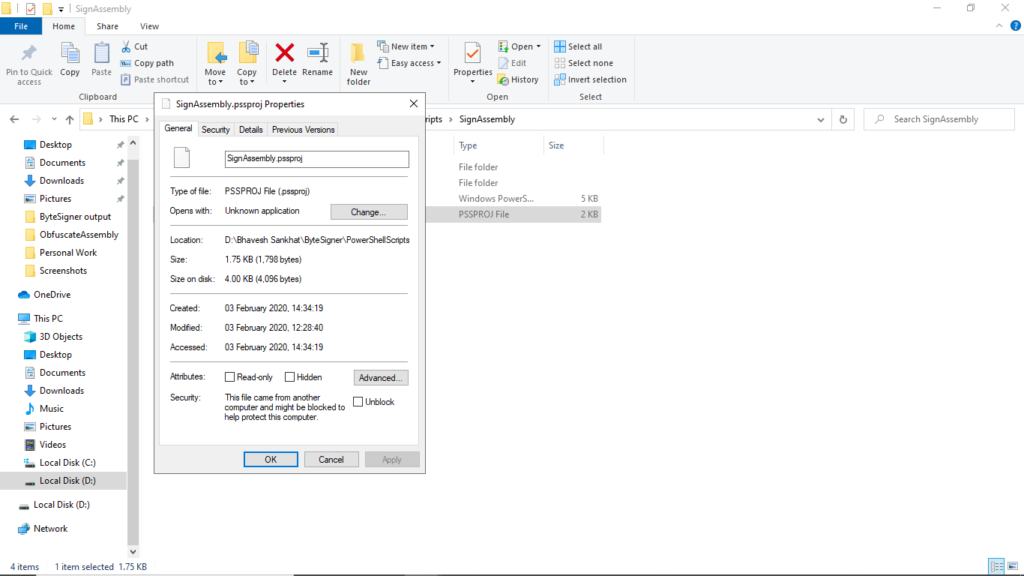 SignAssembly
File
Home
Share
View
Pin to Quick access
Copy
Paste
Cut
Copy path
Paste shortcut
Clipboard
Move to
Copy to
Delete
Rename
New folder
New item
Easy access
Properties
Open
Edit
History
Open
Select all
Select none
Invert selection
Select
This PC
ripts
SignAssembly
Search SignAssembly
Desktop
Documents
Downloads
Pictures
ByteSigner output
ObfuscateAssembly
Personal Work
Screenshots
OneDrive
This PC
3D Objects
Desktop
Documents
Downloads
Music
Pictures
Videos
Local Disk (C:)
Local Disk (D:)
Local Disk (D:)
Network
SignAssembly.pssproj Properties
General
Security
Details
Previous Versions
SignAssembly.pssproj
Type of file: PSSPROJ File (.pssproj)
Opens with: Unknown application
Change...
Location: D:\Bhavesh Sankhat\ByteSigner\PowerShellScripts
Size: 1.75 KB (1,798 bytes)
Size on disk: 4.00 KB (4,096 bytes)
Created: 03 February 2020, 14:34:19
Modified: 03 February 2020, 12:28:40
Accessed: 03 February 2020, 14:34:19
Attributes: Read-only Hidden
Advanced...
Security: This file came from another
computer and might be blocked to
help protect this computer.
Unblock
OK
Cancel
Apply
Type Size
File folder
File folder
Windows PowerS... 5 KB
PSSPROJ File 2 KB
4 items 1 item selected 1.75 KB